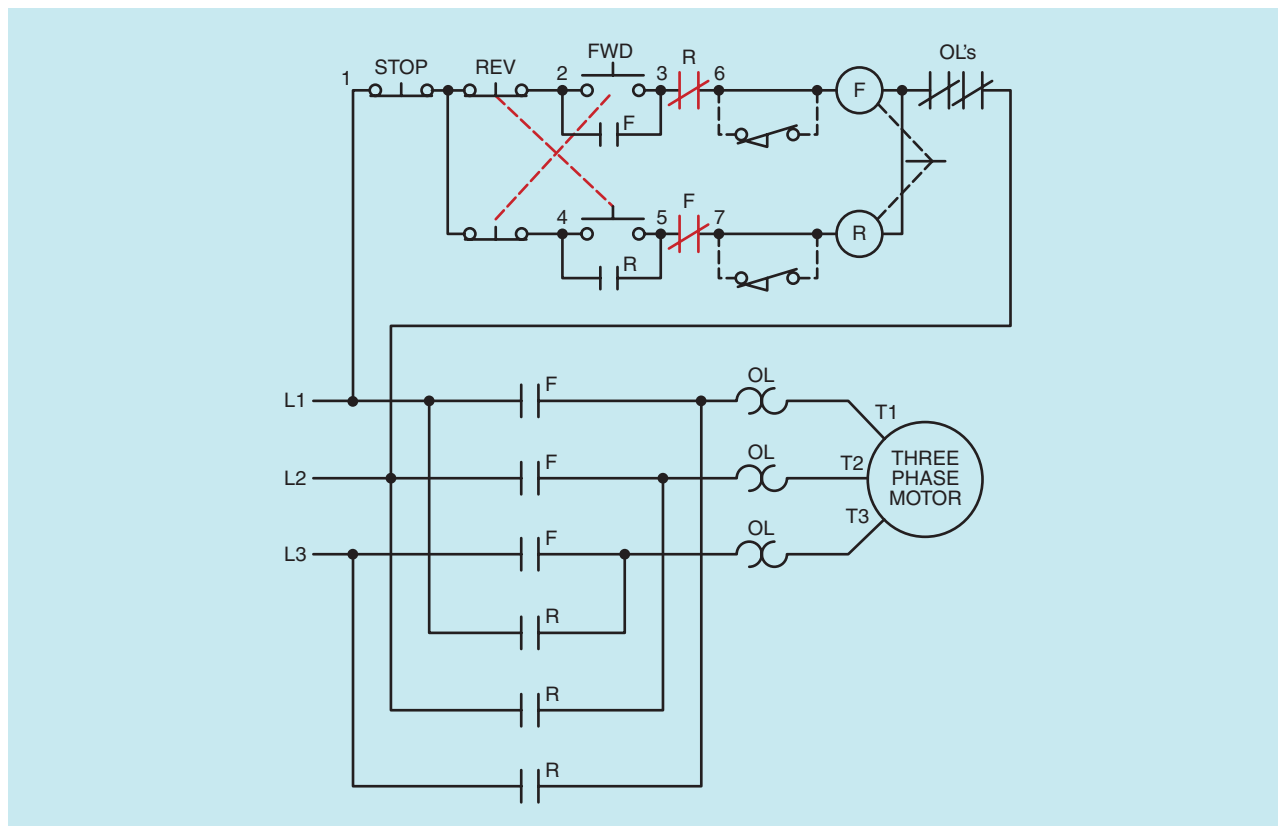 FWD
OL's
1 STOP REV 2 3 R 6
F
F
4 5 F 7
R
R
L1 F OL T1
L2 F OL T2
THREE
PHASE
MOTOR
L3 F OL T3
R
R
R